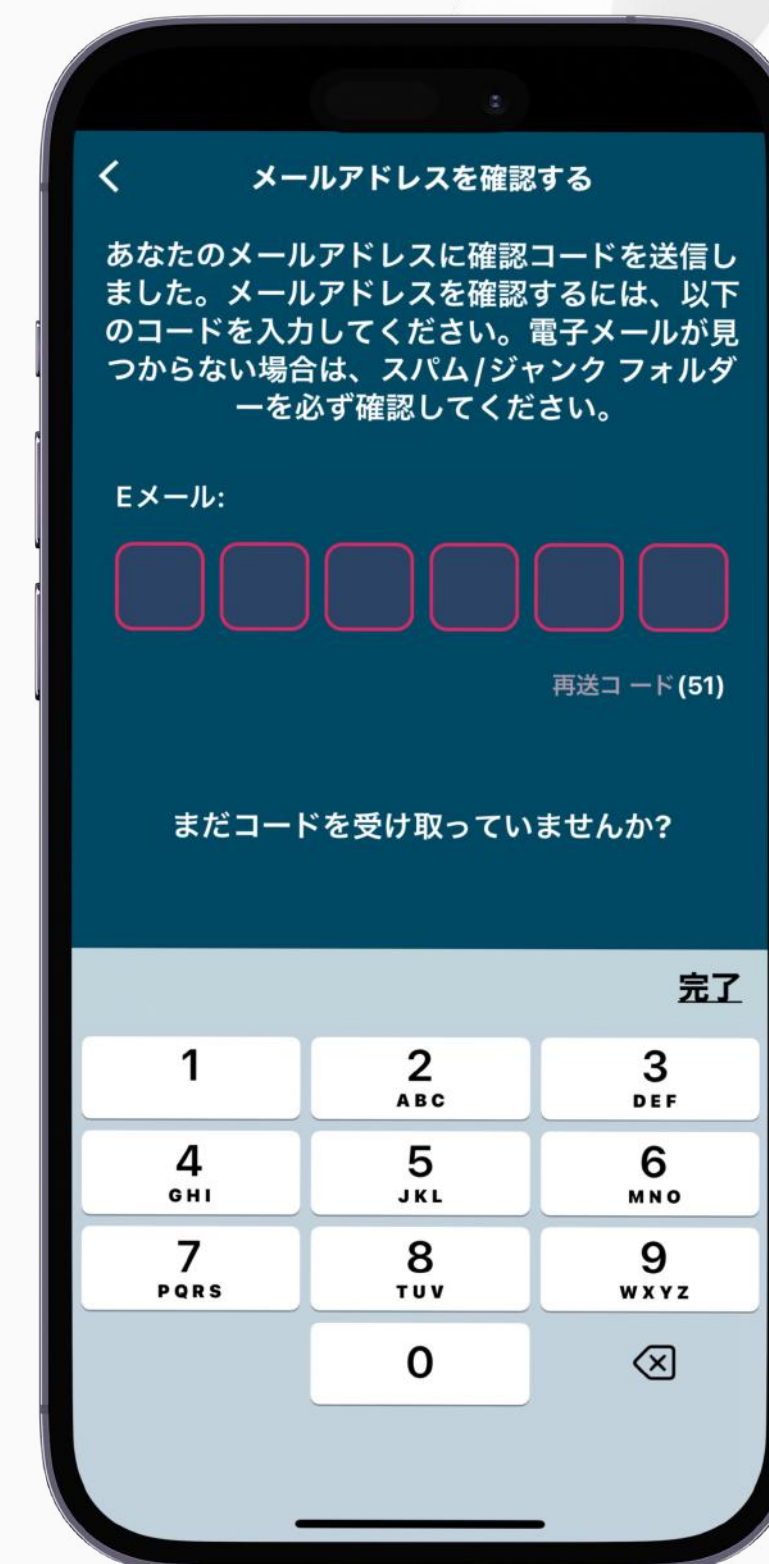 メールアドレスを確認する
あなたのメールアドレスに確認コードを送信し
ました。メールアドレスを確認するには、以下
のコードを入力してください。電子メールが見
つからない場合は、スパム/ジャンク フォルダ
ーを必ず確認してください。
Eメール:
再送コード(51)
まだコードを受け取っていませんか?
完了
1 2 3
ABC DEF
4 5 6
GHI JKL MNO
7 8 9
PQRS TUV WXYZ
0